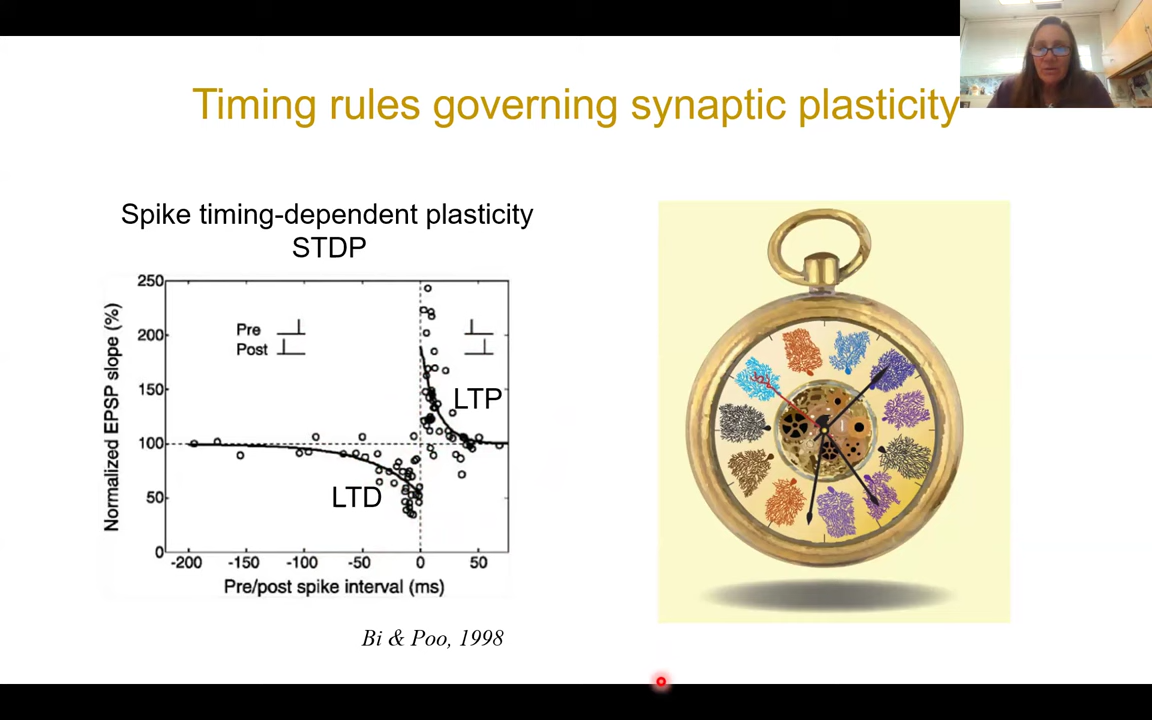 Timing rules governing synaptic plasticity
Spike timing-dependent plasticity
STDP
250
200
150
100
50
0
Normalized EPSP slope (%)
Pre
Post
LTP
LTD
-200 -150 -100 -50 0 50
Pre/post spike interval (ms)
Bi & Poo, 1998